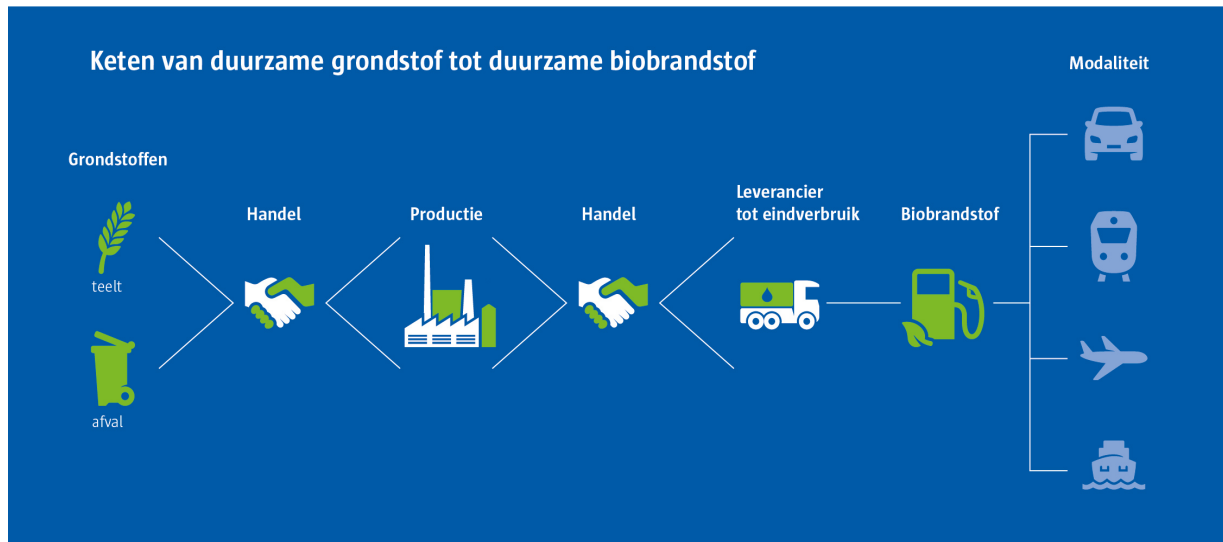 Keten van duurzame grondstof tot duurzame biobrandstof
Modaliteit
Grondstoffen
teelt
afval
Handel
Productie
Handel
Leverancier
tot eindverbruik
Biobrandstof